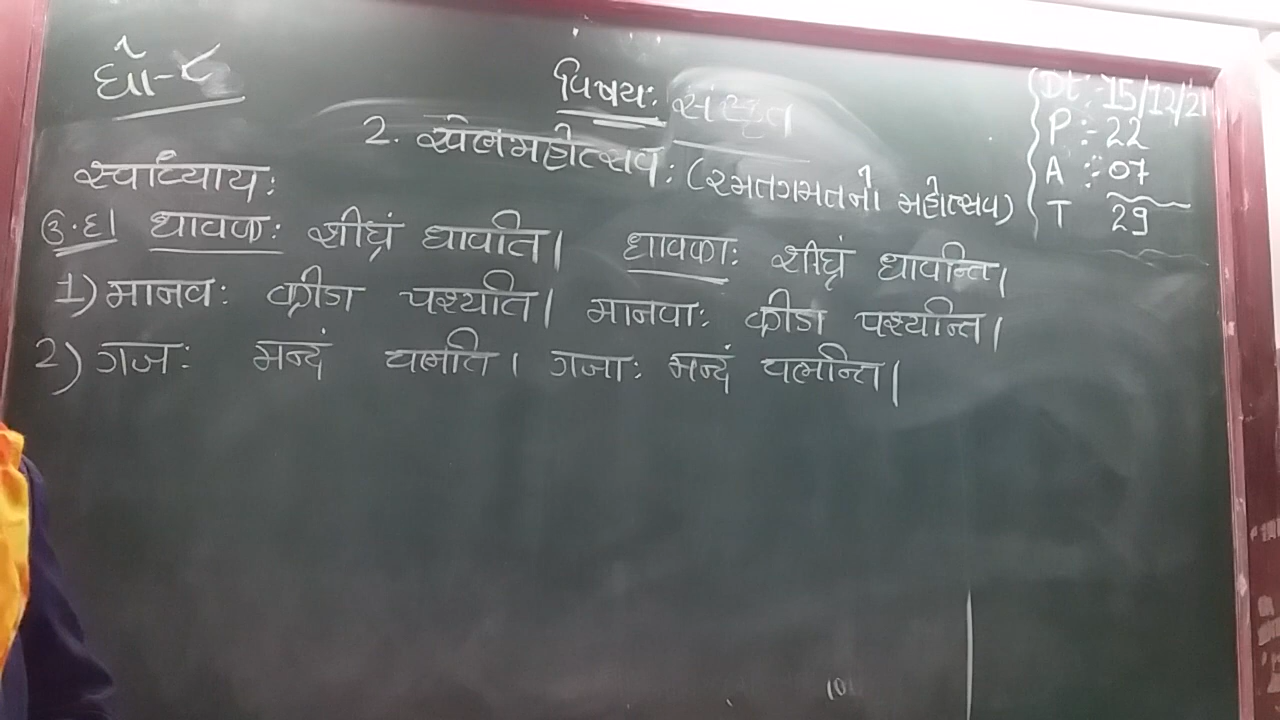 ધો-૮
વિષય: સંસ્કૃત
Dt :- 15/12/21
P :- 22
A :- 07
T 29
2. खेलमहोत्सव: (રમતગમતનો મહોત્સવ)
स्वाध्याय:
ઉ.દા धावक: शीघ्रं धावति। धावका: शीघ्रं धावन्ति।
1) मानव: क्रीडा पश्यति। मानवा: क्रीडा पश्यन्ति।
2) गज: मन्दं चलति। गजा: मन्दं चलन्ति।